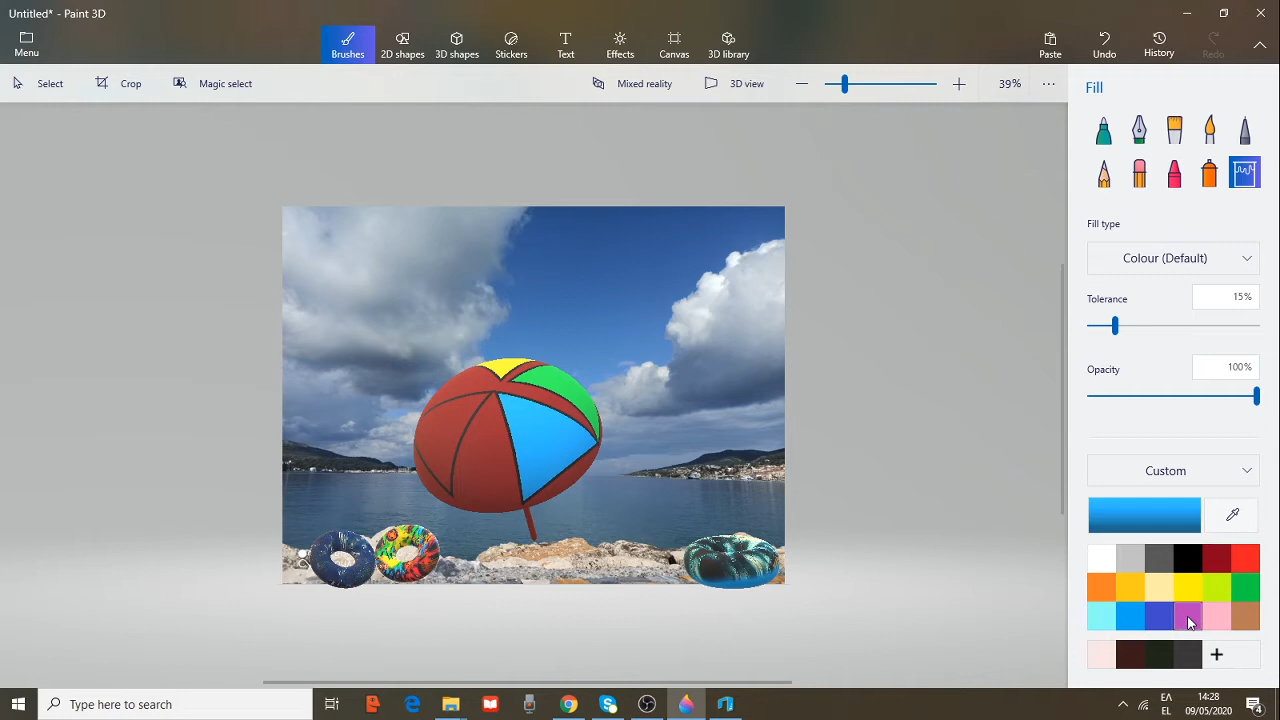 Untitled* - Paint 3D
Menu
Brushes
2D shapes
3D shapes
Stickers
Text
Effects
Canvas
3D library
Paste
Undo
History
Redo
Select
Crop
Magic select
Mixed reality
3D view
39%
Fill
Fill type
Colour (Default)
Tolerance
15%
Opacity
100%
Custom
Type here to search
ΕΛ
EL
14:28
09/05/2020
4